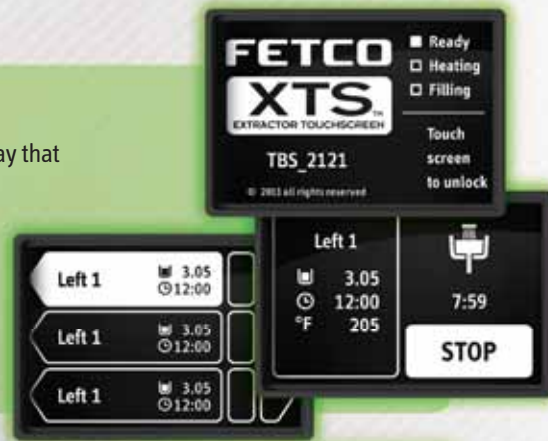 ay that
FETCO
XTS™
EXTRACTOR TOUCHSCREEN
TBS_2121
© 2011 all rights reserved
Ready
Heating
Filling
Touch
screen
to unlock
Left 1
3.05
12:00
°F 205
7:59
STOP
Left 1
3.05
12:00
Left 1
3.05
12:00
Left 1
3.05
12:00